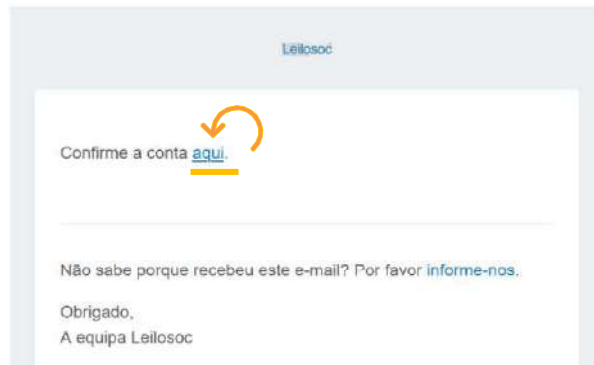 Leilosoc
Confirme a conta aqui.
Não sabe porque recebeu este e-mail? Por favor informe-nos.
Obrigado,
A equipa Leilosoc